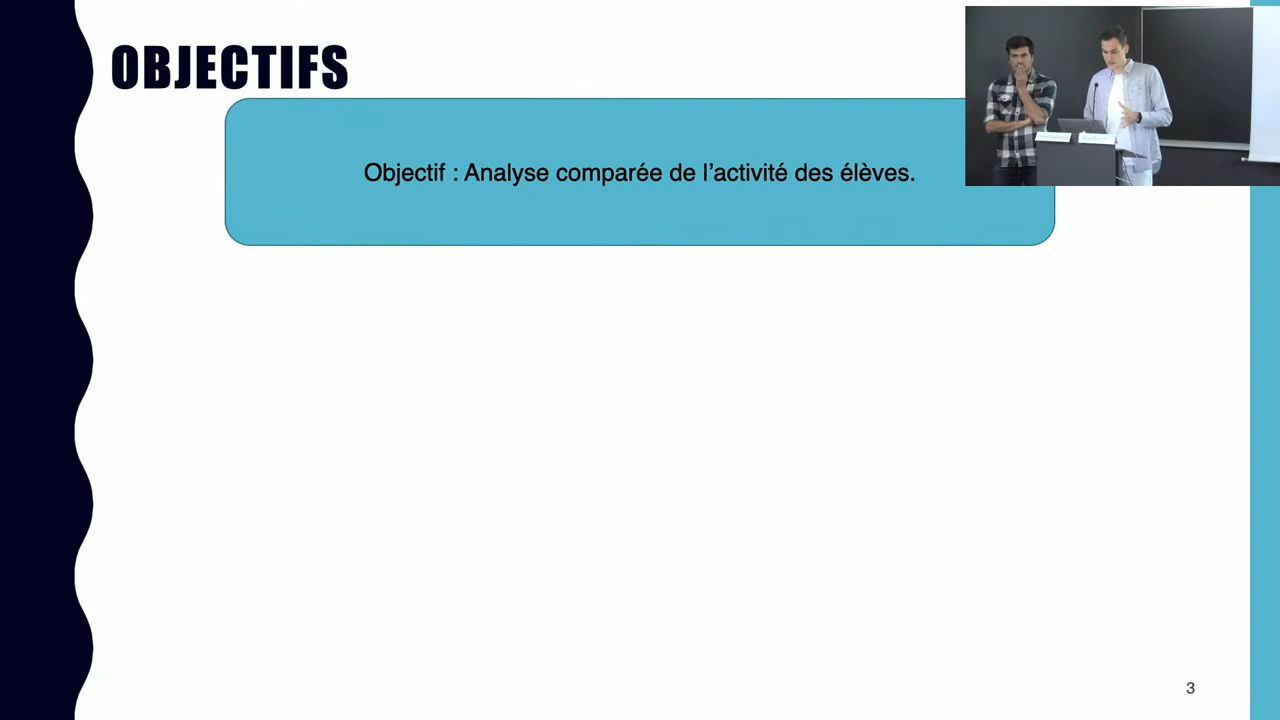 OBJECTIFS
Objectif : Analyse comparée de l’activité des élèves.
3